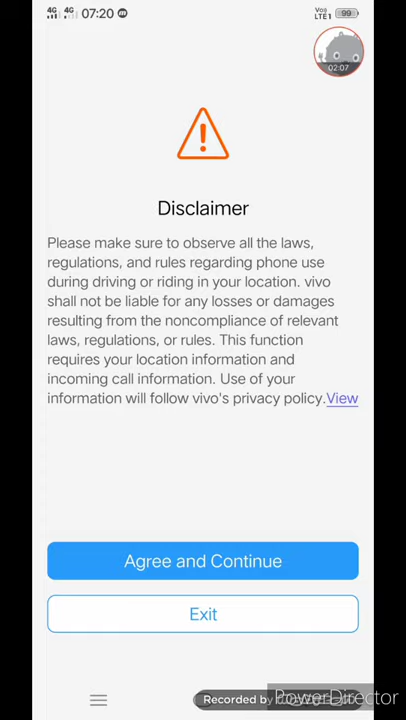 4G 4G 07:20 Vo) LTE1 99
02:07
Disclaimer
Please make sure to observe all the laws,
regulations, and rules regarding phone use
during driving or riding in your location. vivo
shall not be liable for any losses or damages
resulting from the noncompliance of relevant
laws, regulations, or rules. This function
requires your location information and
incoming call information. Use of your
information will follow vivo's privacy policy.View
Agree and Continue
Exit
Recorded by
PowerDirector